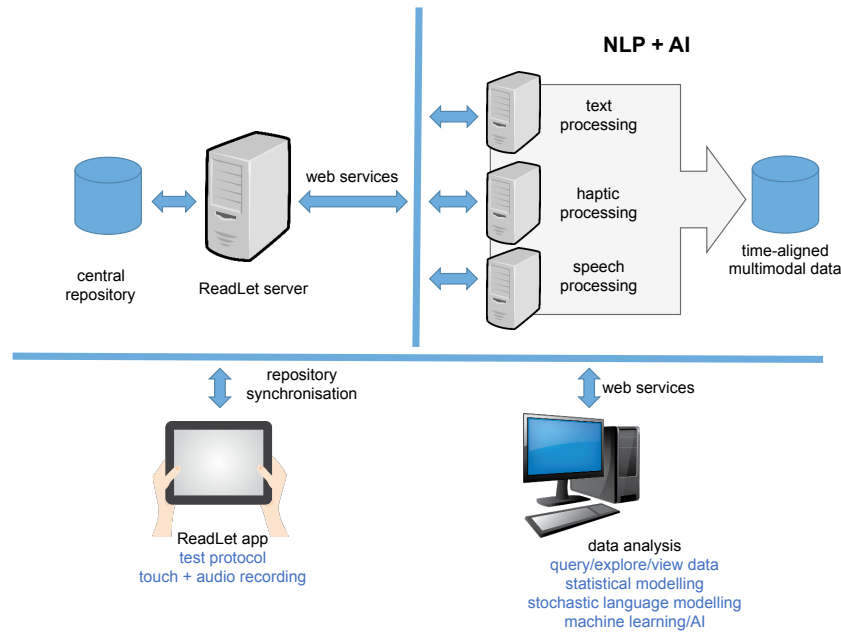 NLP + AI
text
processing
web services
haptic
processing
central
repository
ReadLet server
speech
processing
time-aligned
multimodal data
repository
synchronisation
web services
ReadLet app
test protocol
touch + audio recording
data analysis
query/explore/view data
statistical modelling
stochastic language modelling
machine learning/AI